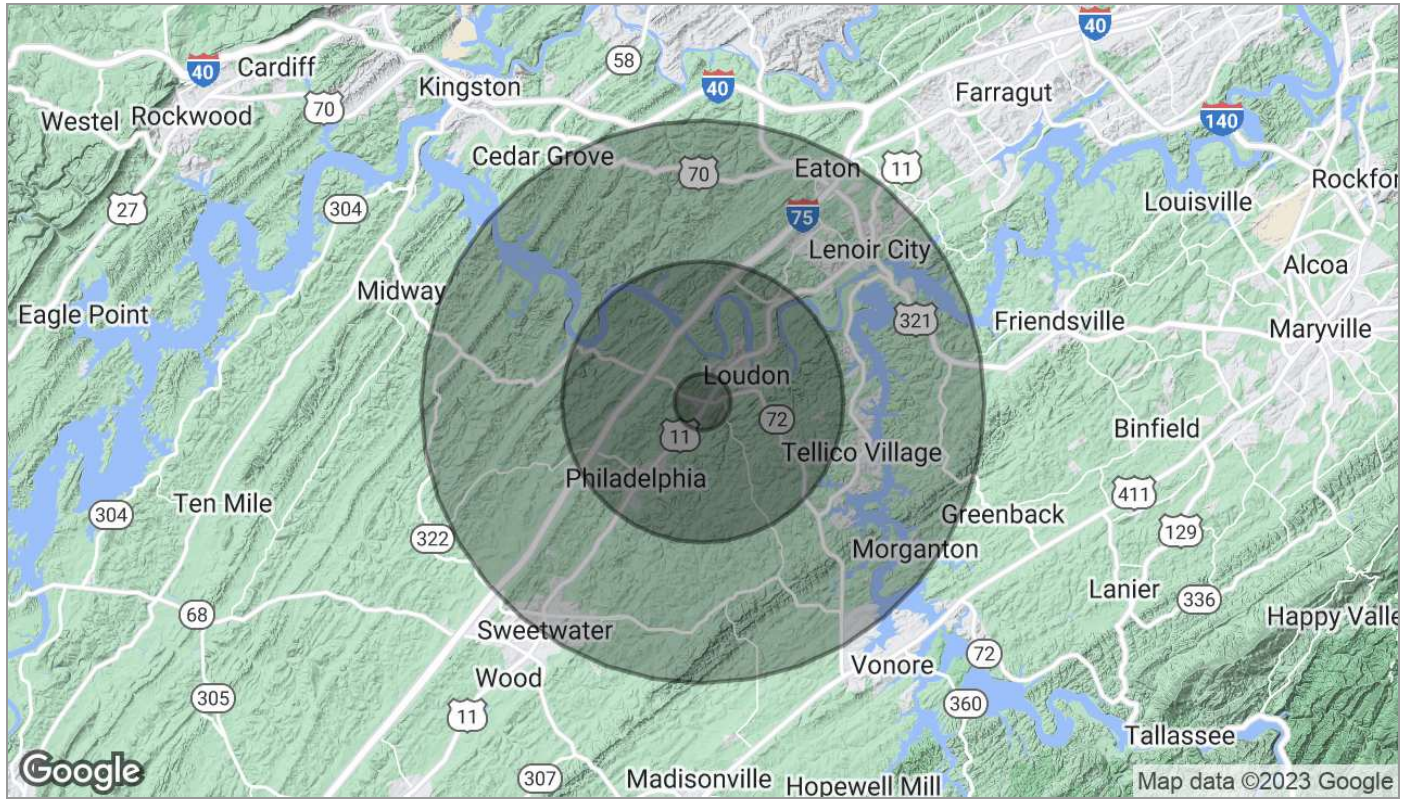 40
58
40
Cardiff
Kingston
Farragut
70
Westel
Rockwood
140
Cedar Grove
70
Eaton
11
Rockfor
27
304
75
Louisville
Lenoir City
Alcoa
Midway
Eagle Point
321
Friendsville
Maryville
Loudon
72
11
Binfield
Tellico Village
Philadelphia
411
Ten Mile
304
Greenback
129
322
Morganton
Lanier
336
68
Happy Valle
Sweetwater
72
Vonore
Wood
305
360
11
Tallassee
Google
307
Madisonville
Hopewell Mill
Map data ©2023 Google